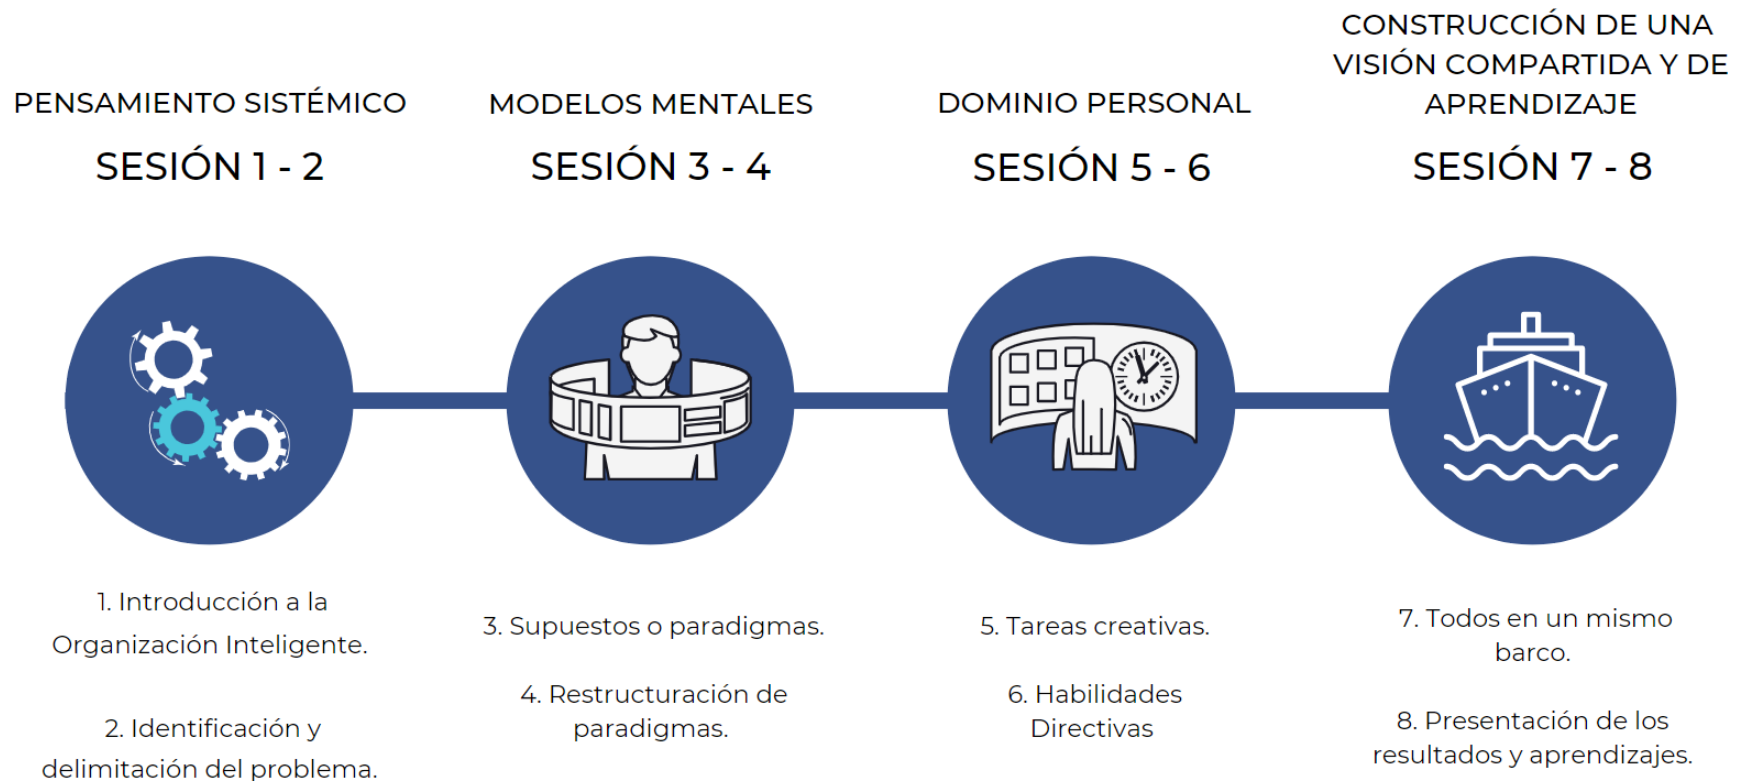 PENSAMIENTO SISTÉMICO
SESIÓN 1 - 2
1. Introducción a la
Organización Inteligente.
2. Identificación y
delimitación del problema.
MODELOS MENTALES
SESIÓN 3 - 4
3. Supuestos o paradigmas.
4. Restructuración de
paradigmas.
DOMINIO PERSONAL
SESIÓN 5 - 6
5. Tareas creativas.
6. Habilidades
Directivas
CONSTRUCCIÓN DE UNA
VISIÓN COMPARTIDA Y DE
APRENDIZAJE
SESIÓN 7 - 8
7. Todos en un mismo
barco.
8. Presentación de los
resultados y aprendizajes.